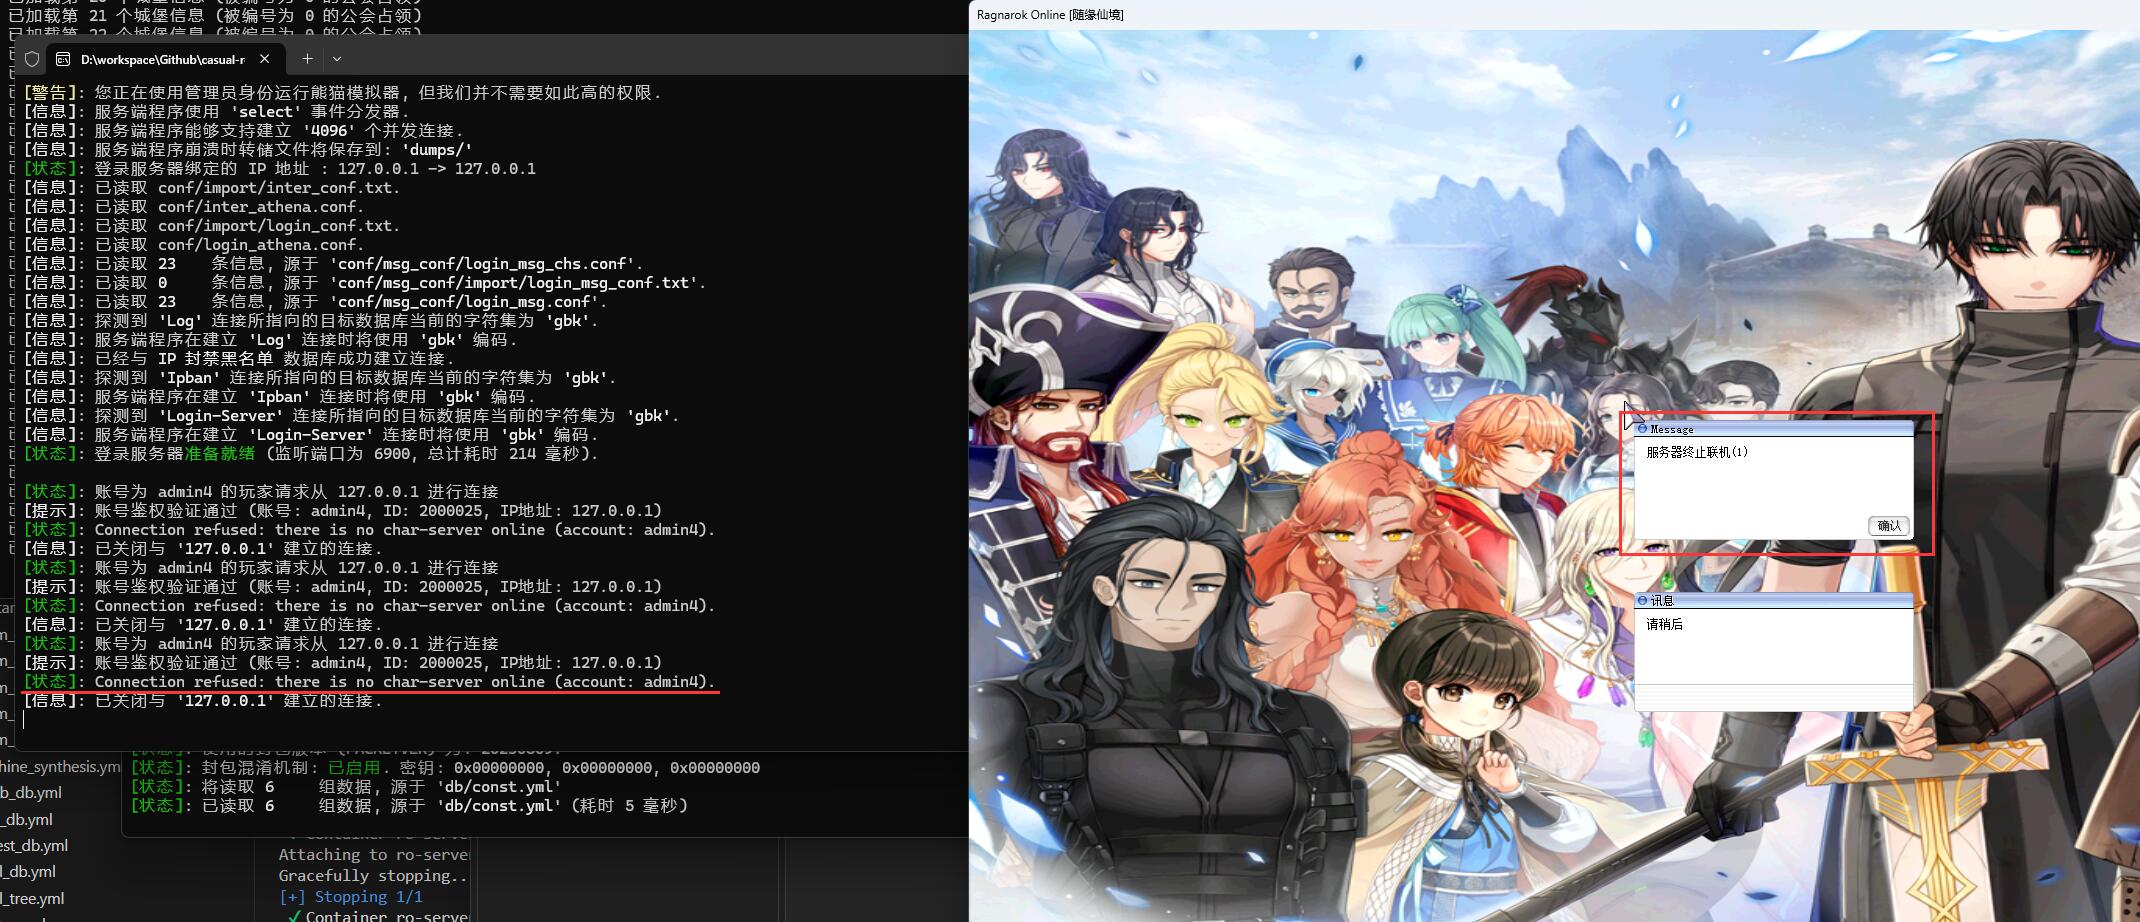 已加载第 21 个城堡信息 (被编号为 0 的公会占领)
D:\workspace\Github\casual-r
[警告]: 您正在使用管理员身份运行熊猫模拟器, 但我们并不需要如此高的权限.
[信息]: 服务端程序使用 'select' 事件分发器.
[信息]: 服务端程序能够支持建立 '4096' 个并发连接.
[信息]: 服务端程序崩溃时转储文件将保存到: 'dumps/'
[状态]: 登录服务器绑定的 IP 地址 : 127.0.0.1 -> 127.0.0.1
[信息]: 已读取 conf/import/inter_conf.txt.
[信息]: 已读取 conf/inter_athena.conf.
[信息]: 已读取 conf/import/login_conf.txt.
[信息]: 已读取 conf/login_athena.conf.
[信息]: 已读取 23 条信息, 源于 'conf/msg_conf/login_msg_chs.conf'.
[信息]: 已读取 0 条信息, 源于 'conf/msg_conf/import/login_msg_conf.txt'.
[信息]: 已读取 23 条信息, 源于 'conf/msg_conf/login_msg.conf'.
[信息]: 探测到 'Log' 连接所指向的目标数据库当前的字符集为 'gbk'.
[信息]: 服务端程序在建立 'Log' 连接时将使用 'gbk' 编码.
[信息]: 已经与 IP 封禁黑名单 数据库成功建立连接.
[信息]: 探测到 'Ipban' 连接所指向的目标数据库当前的字符集为 'gbk'.
[信息]: 服务端程序在建立 'Ipban' 连接时将使用 'gbk' 编码.
[信息]: 探测到 'Login-Server' 连接所指向的目标数据库当前的字符集为 'gbk'.
[信息]: 服务端程序在建立 'Login-Server' 连接时将使用 'gbk' 编码.
[状态]: 登录服务器准备就绪 (监听端口为 6900, 总计耗时 214 毫秒).
[状态]: 账号为 admin4 的玩家请求从 127.0.0.1 进行连接
[提示]: 账号鉴权验证通过 (账号: admin4, ID: 2000025, IP地址: 127.0.0.1)
[状态]: Connection refused: there is no char-server online (account: admin4).
[信息]: 已关闭与 '127.0.0.1' 建立的连接.
[状态]: 账号为 admin4 的玩家请求从 127.0.0.1 进行连接
[提示]: 账号鉴权验证通过 (账号: admin4, ID: 2000025, IP地址: 127.0.0.1)
[状态]: Connection refused: there is no char-server online (account: admin4).
[信息]: 已关闭与 '127.0.0.1' 建立的连接.
[状态]: 账号为 admin4 的玩家请求从 127.0.0.1 进行连接
[提示]: 账号鉴权验证通过 (账号: admin4, ID: 2000025, IP地址: 127.0.0.1)
[状态]: Connection refused: there is no char-server online (account: admin4).
[信息]: 已关闭与 '127.0.0.1' 建立的连接.
[状态]: 封包混淆机制: 已启用. 密钥: 0x00000000, 0x00000000, 0x00000000
[状态]: 将读取 6 组数据, 源于 'db/const.yml'
[状态]: 已读取 6 组数据, 源于 'db/const.yml' (耗时 5 毫秒)
hine_synthesis.ym
b_db.yml
_db.yml
est_db.yml
l_db.yml
l_tree.yml
Attaching to ro-serve
Gracefully stopping..
[+] Stopping 1/1
✓ Container ro-serve
Ragnarok Online [随缘仙境]
Message
服务器终止联机(1)
确认
讯息
请稍后